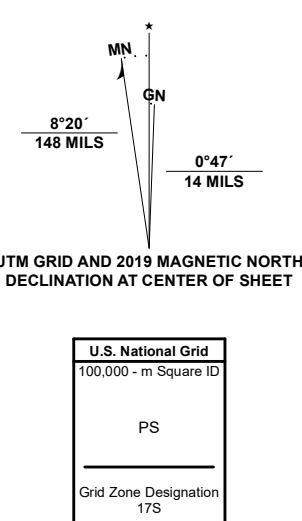 ★
MN
GN
8°20´
148 MILS
0°47´
14 MILS
UTM GRID AND 2019 MAGNETIC NORTH
DECLINATION AT CENTER OF SHEET
U.S. National Grid
100,000 - m Square ID
PS
Grid Zone Designation
17S